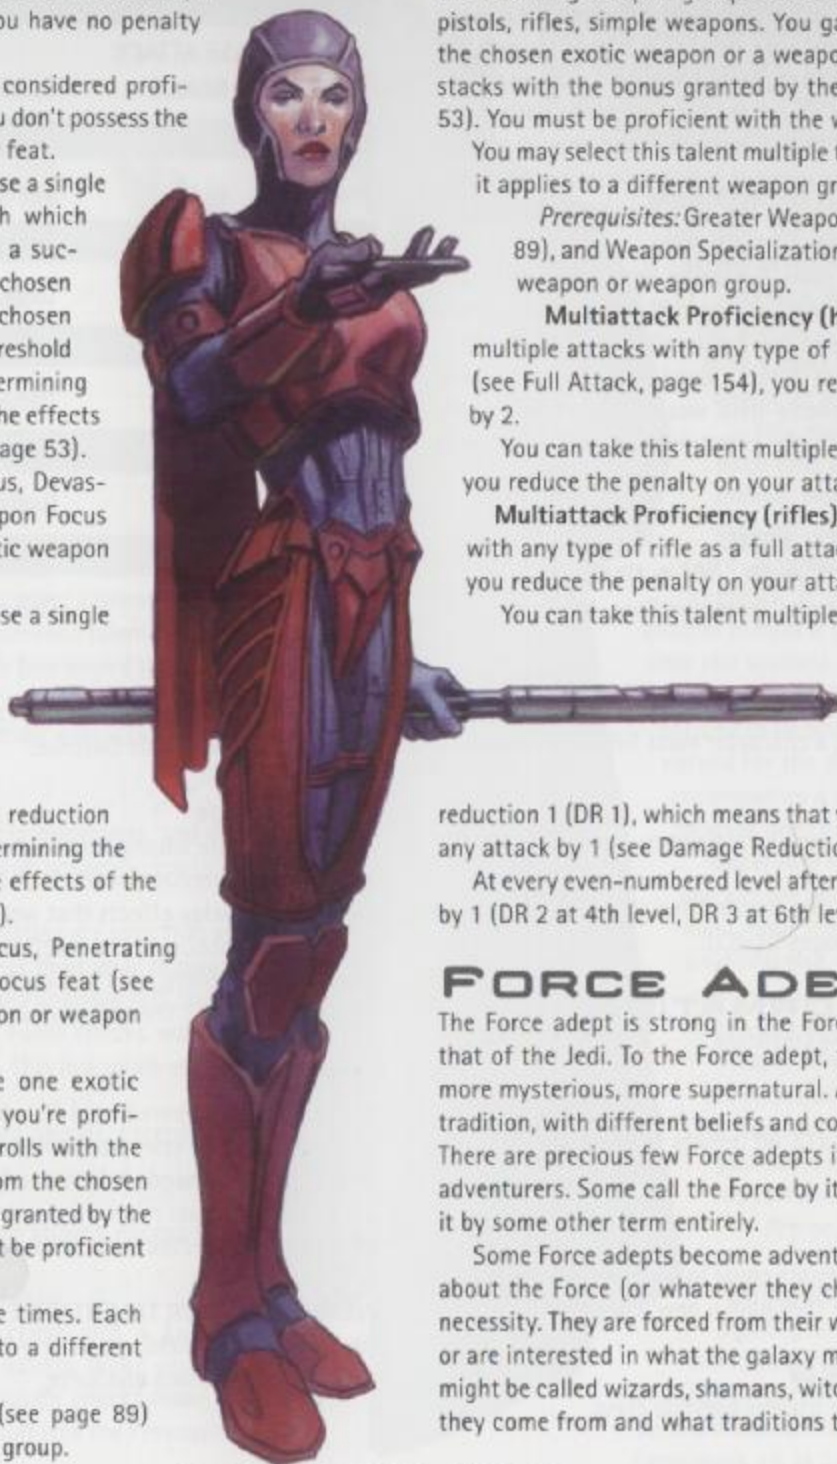 ou have no penalty
considered profi-
u don't possess the
feat.
se a single
h which
a suc-
chosen
chosen
reshold
ermining
he effects
age 53).
us, Devas-
pon Focus
tic weapon
se a single
reduction
ermining the
e effects of the
).
cus, Penetrating
ocus feat (see
on or weapon
e one exotic
you're profi-
rolls with the
om the chosen
granted by the
t be proficient
e times. Each
to a different
(see page 89)
group.
pistols, rifles, simple weapons. You ga
the chosen exotic weapon or a weapo
stacks with the bonus granted by the
53). You must be proficient with the w
You may select this talent multiple t
it applies to a different weapon gr
Prerequisites: Greater Weapo
89), and Weapon Specialization
weapon or weapon group.
Multiattack Proficiency (h
multiple attacks with any type of
(see Full Attack, page 154), you re
by 2.
You can take this talent multiple
you reduce the penalty on your atta
Multiattack Proficiency (rifles)
with any type of rifle as a full attac
you reduce the penalty on your atta
You can take this talent multiple
reduction 1 (DR 1), which means that
any attack by 1 (see Damage Reductio
At every even-numbered level after
by 1 (DR 2 at 4th level, DR 3 at 6th le
FORCE ADE
The Force adept is strong in the For
that of the Jedi. To the Force adept,
more mysterious, more supernatural.
tradition, with different beliefs and co
There are precious few Force adepts i
adventurers. Some call the Force by it
it by some other term entirely.
Some Force adepts become advent
about the Force (or whatever they ch
necessity. They are forced from their w
or are interested in what the galaxy m
might be called wizards, shamans, witc
they come from and what traditions t